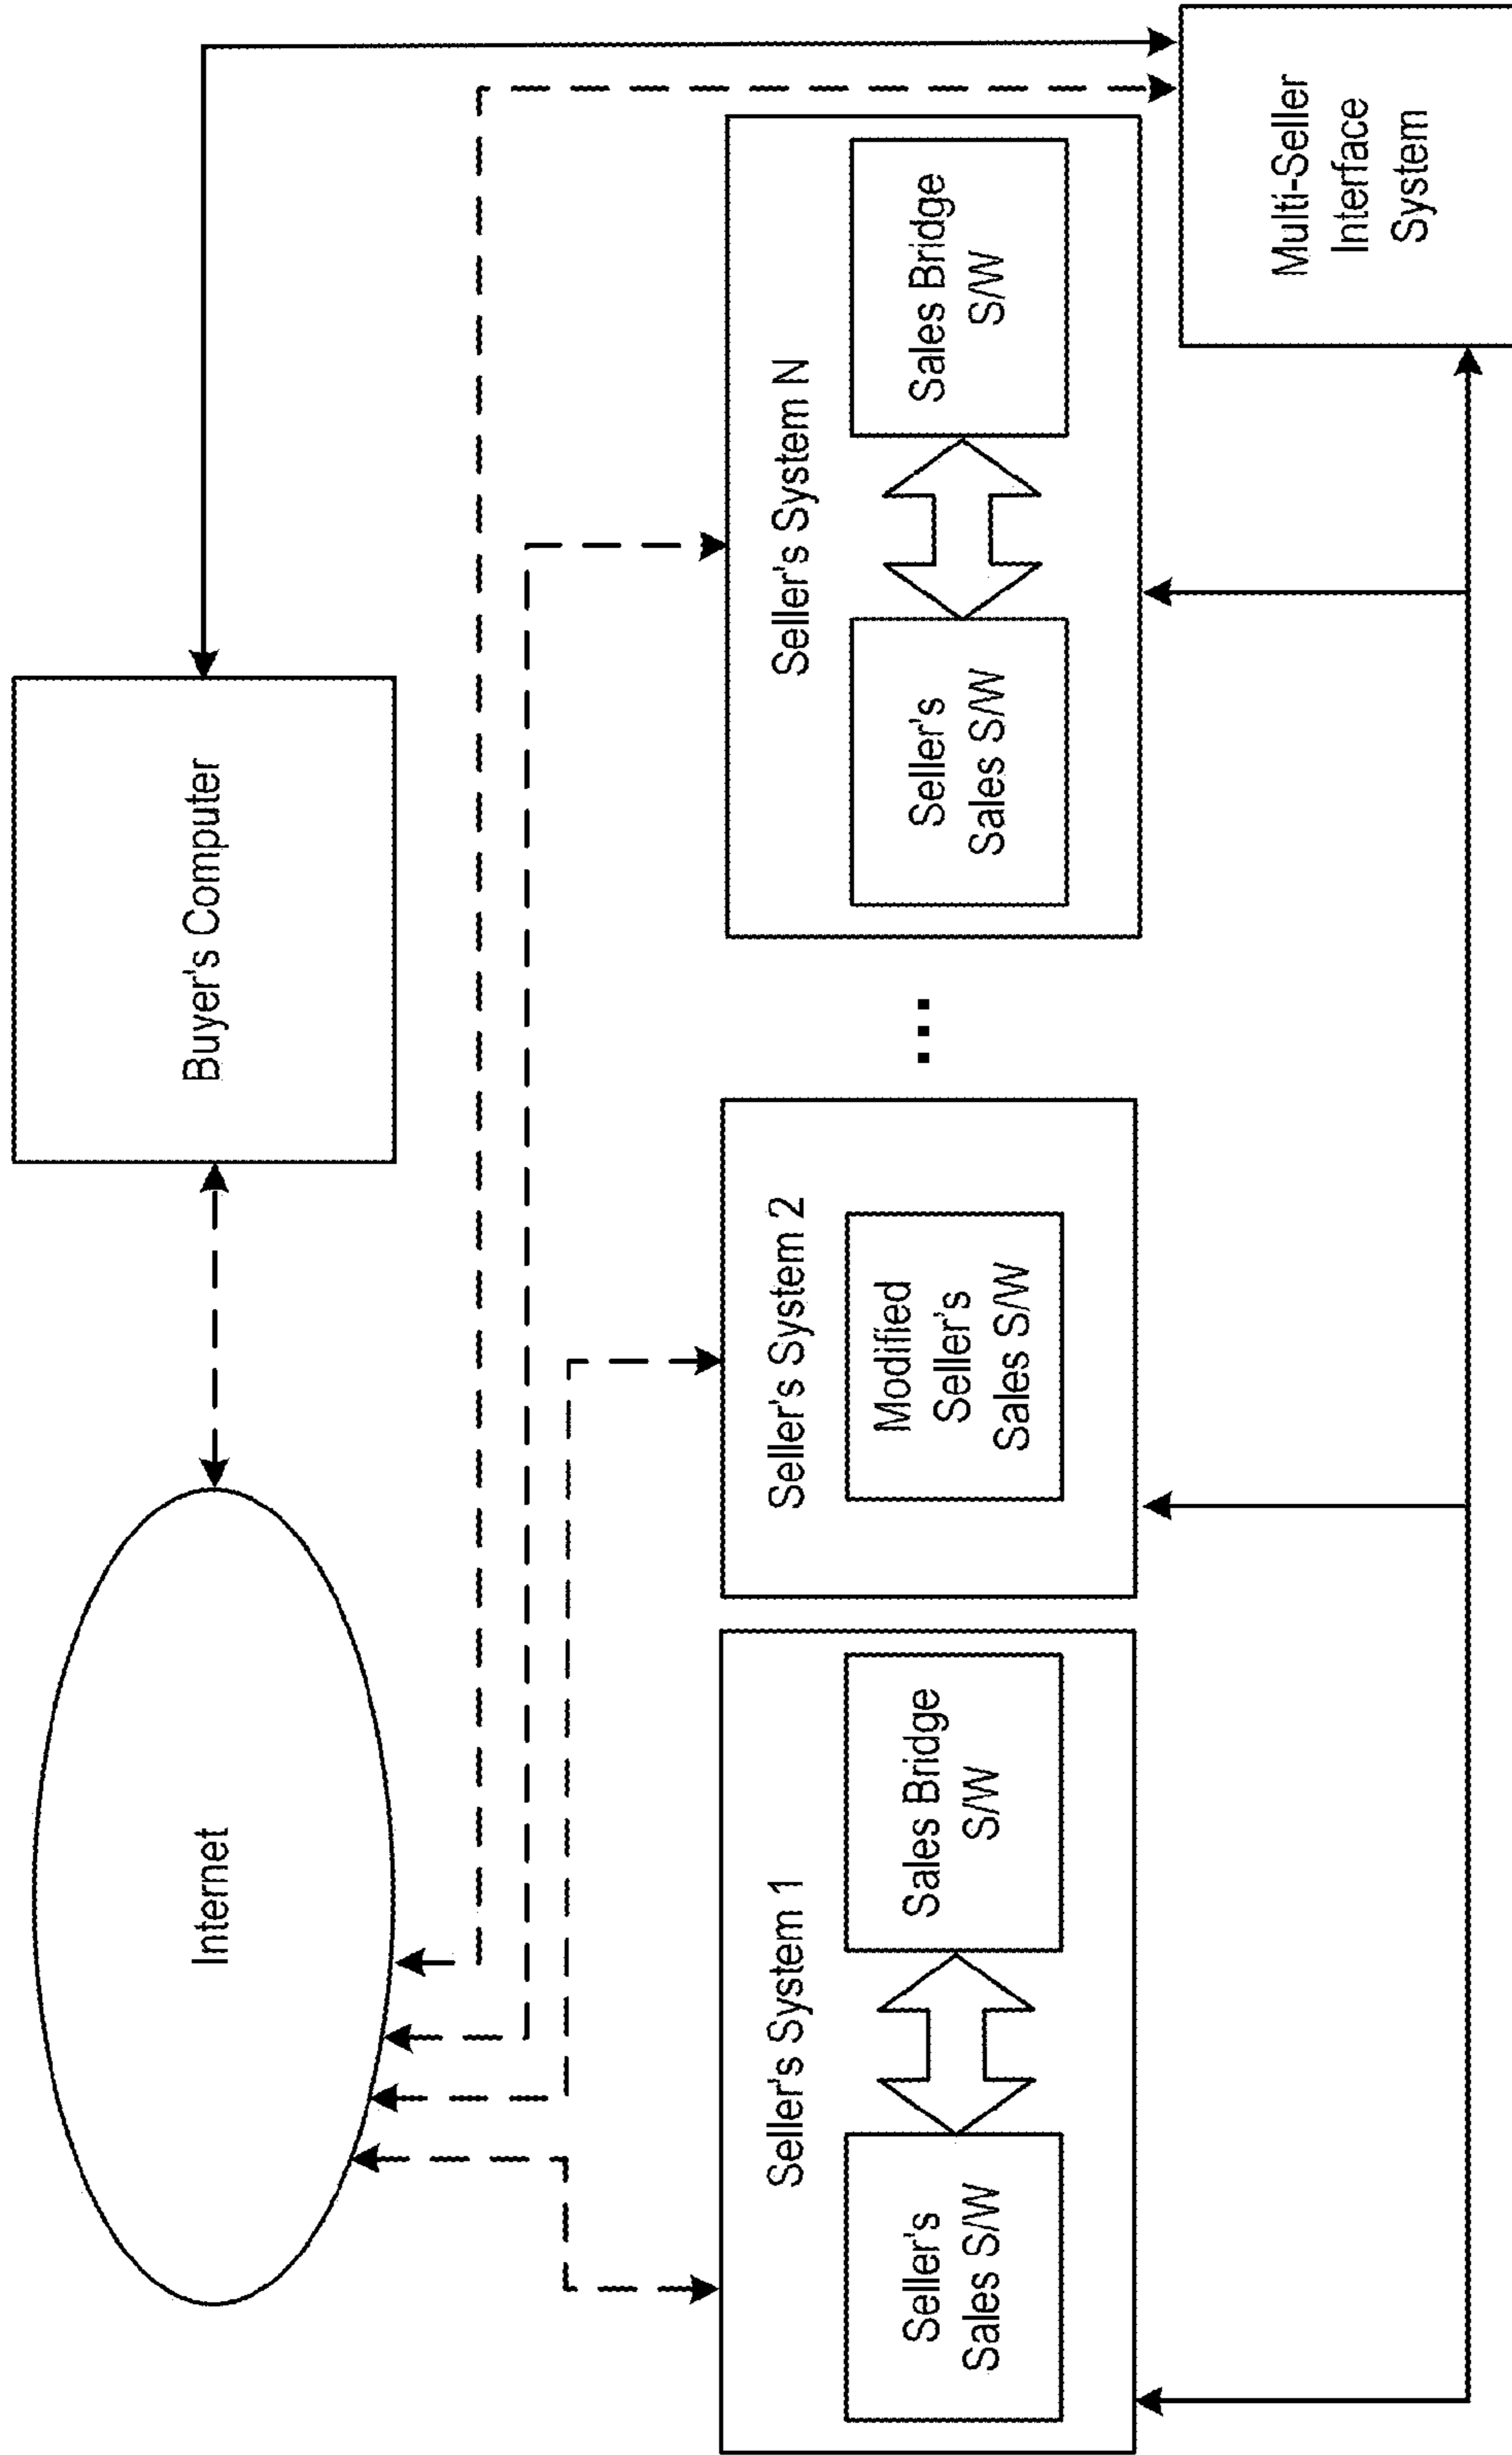 Internet
Buyer's Computer
Seller's System 1
Seller's
Sales S/W
Sales Bridge
S/W
Seller's System 2
Modified
Seller's
Sales S/W
...
Seller's System N
Seller's
Sales S/W
Sales Bridge
S/W
Multi-Seller
Interface
System